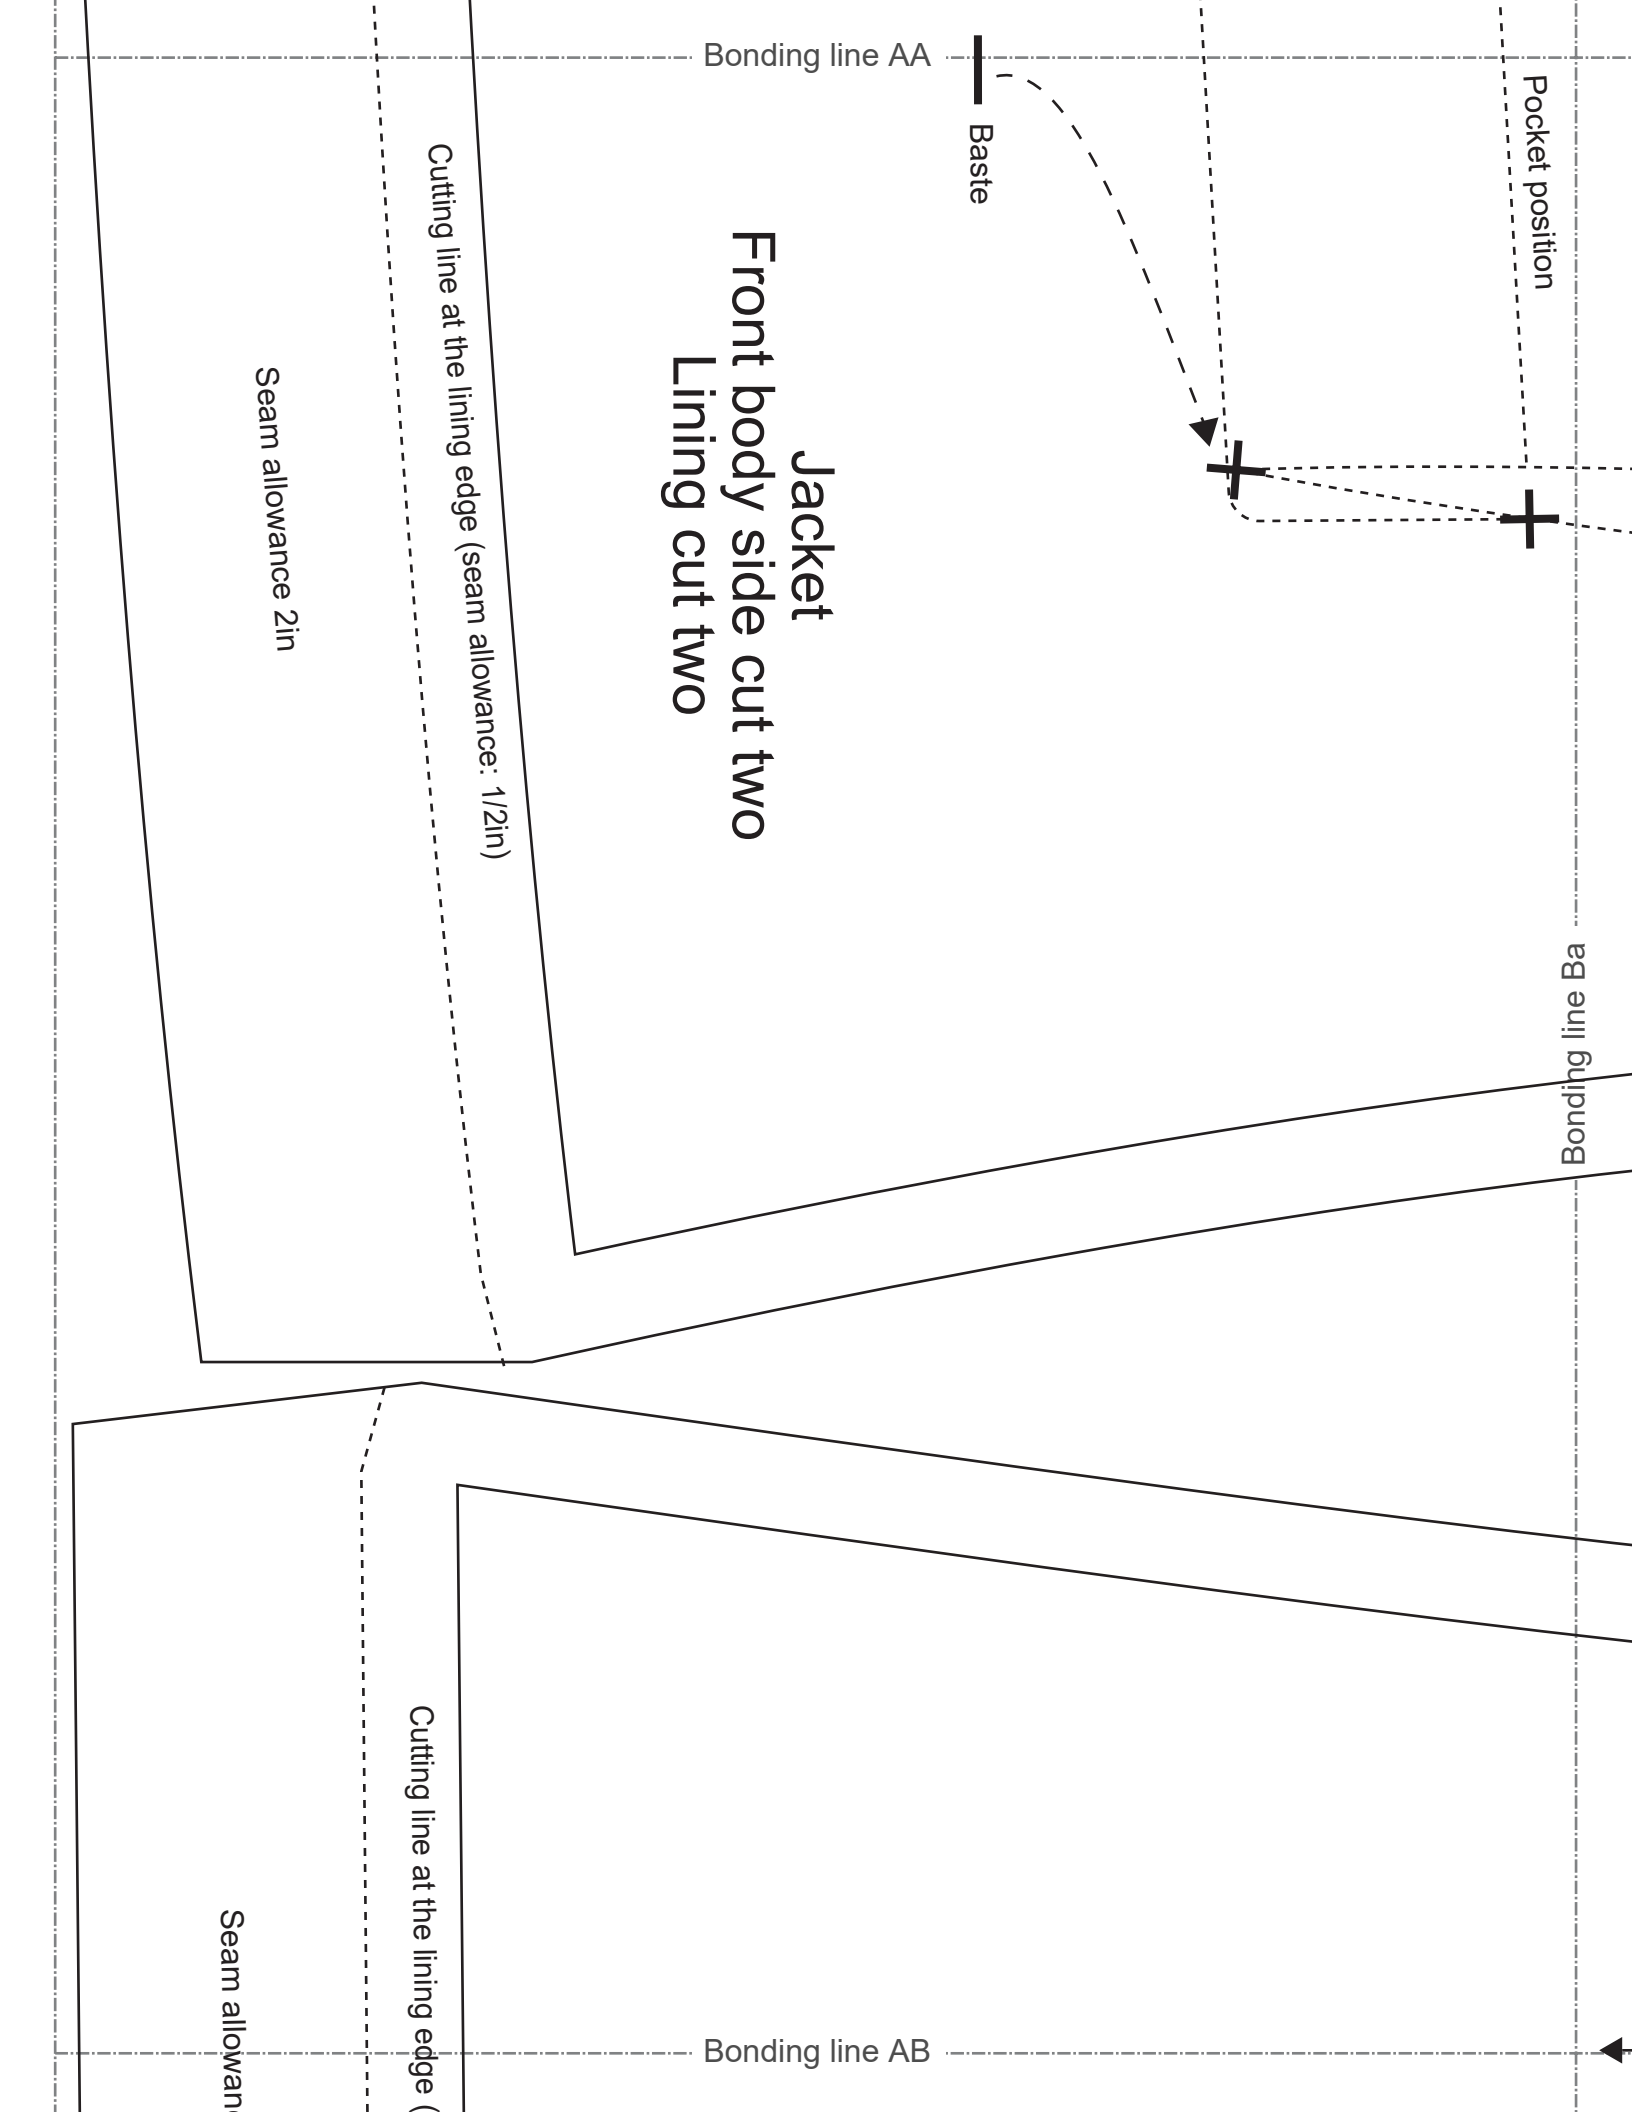 Bonding line AA
Baste
Pocket position
Cutting line at the lining edge (seam allowance: 1/2in)
Seam allowance 2in
Jacket
Front body side cut two
Lining cut two
Bonding line Ba
Cutting line at the lining edge (
Seam allowan
Bonding line AB